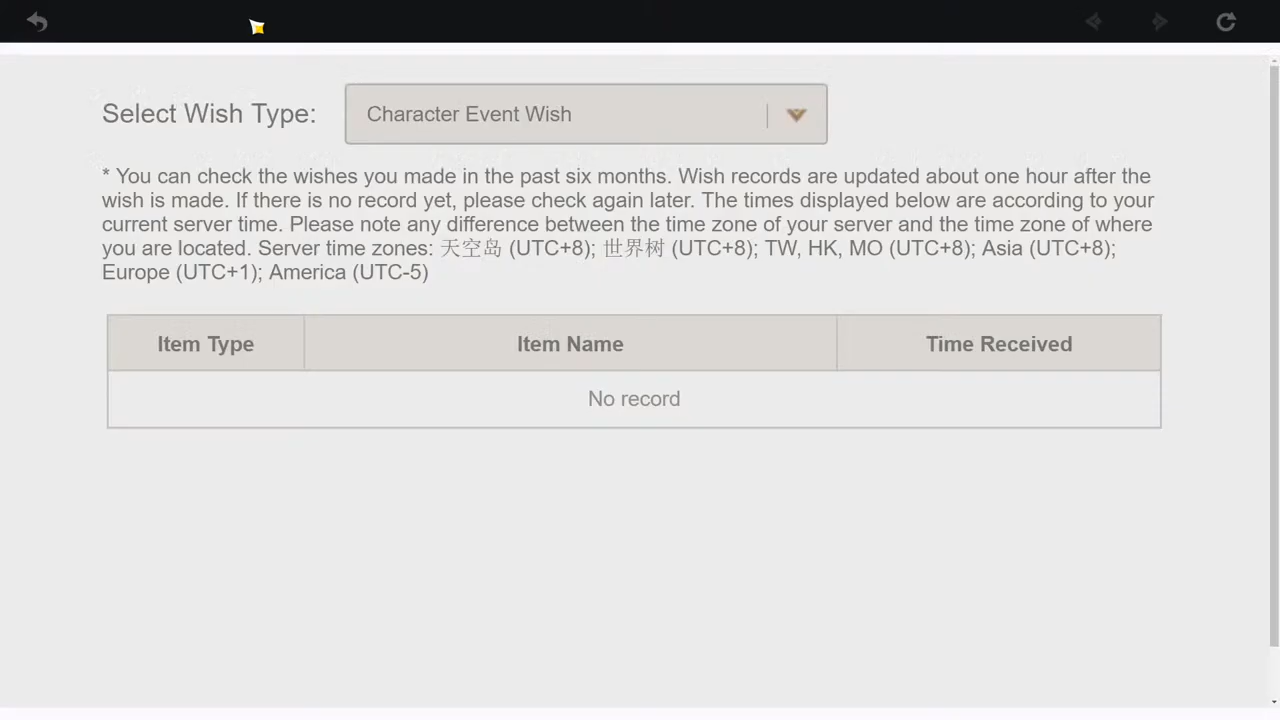 Select Wish Type:
Character Event Wish
* You can check the wishes you made in the past six months. Wish records are updated about one hour after the
wish is made. If there is no record yet, please check again later. The times displayed below are according to your
current server time. Please note any difference between the time zone of your server and the time zone of where
you are located. Server time zones: 天空岛 (UTC+8); 世界树 (UTC+8); TW, HK, MO (UTC+8); Asia (UTC+8);
Europe (UTC+1); America (UTC-5)
Item Type
Item Name
Time Received
No record